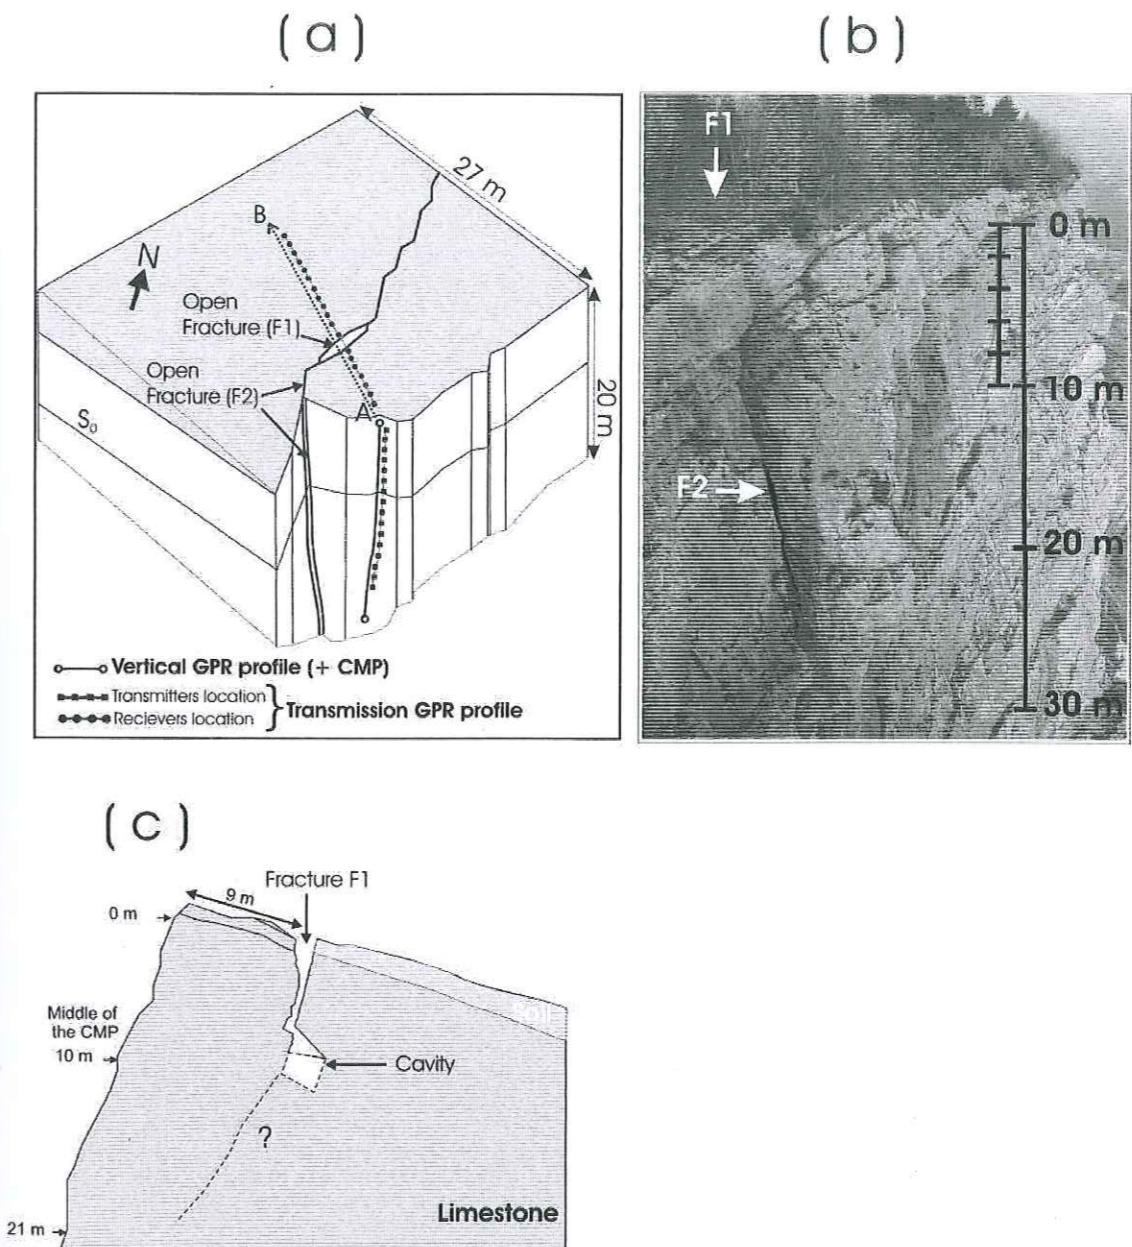 ( a )
27 m
B
N
Open
Fracture (F1)
Open
Fracture (F2)
A
S₀
20 m
Vertical GPR profile (+ CMP)
Transmitters location
Recievers location
Transmission GPR profile
( b )
F1
0 m
10 m
F2
20 m
30 m
( c )
Fracture F1
9 m
0 m
Soil
Middle of
the CMP
10 m
Cavity
?
Limestone
21 m